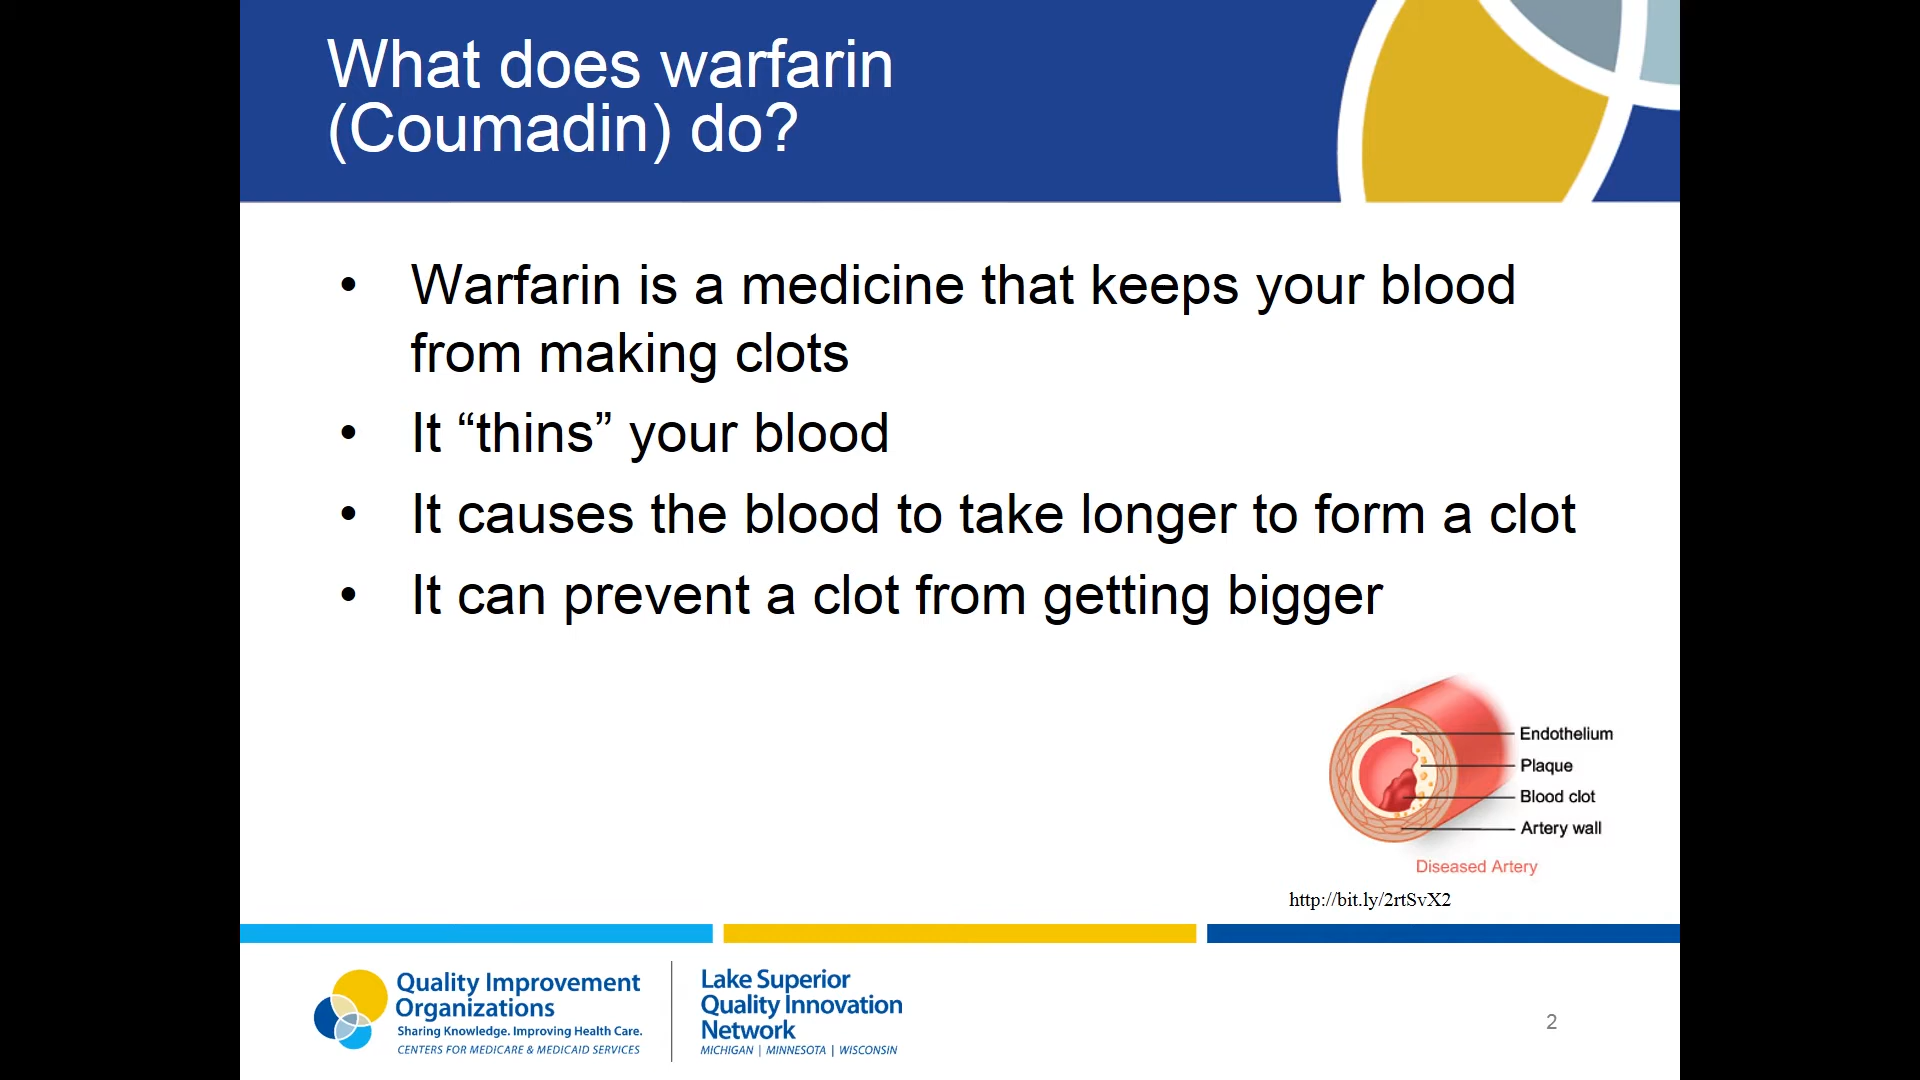 What does warfarin
(Coumadin) do?
• Warfarin is a medicine that keeps your blood
from making clots
• It “thins” your blood
• It causes the blood to take longer to form a clot
• It can prevent a clot from getting bigger
Endothelium
Plaque
Blood clot
Artery wall
Diseased Artery
http://bit.ly/2rtSvX2
Quality Improvement
Organizations
Sharing Knowledge. Improving Health Care.
CENTERS FOR MEDICARE & MEDICAID SERVICES
Lake Superior
Quality Innovation
Network
MICHIGAN | MINNESOTA | WISCONSIN
2